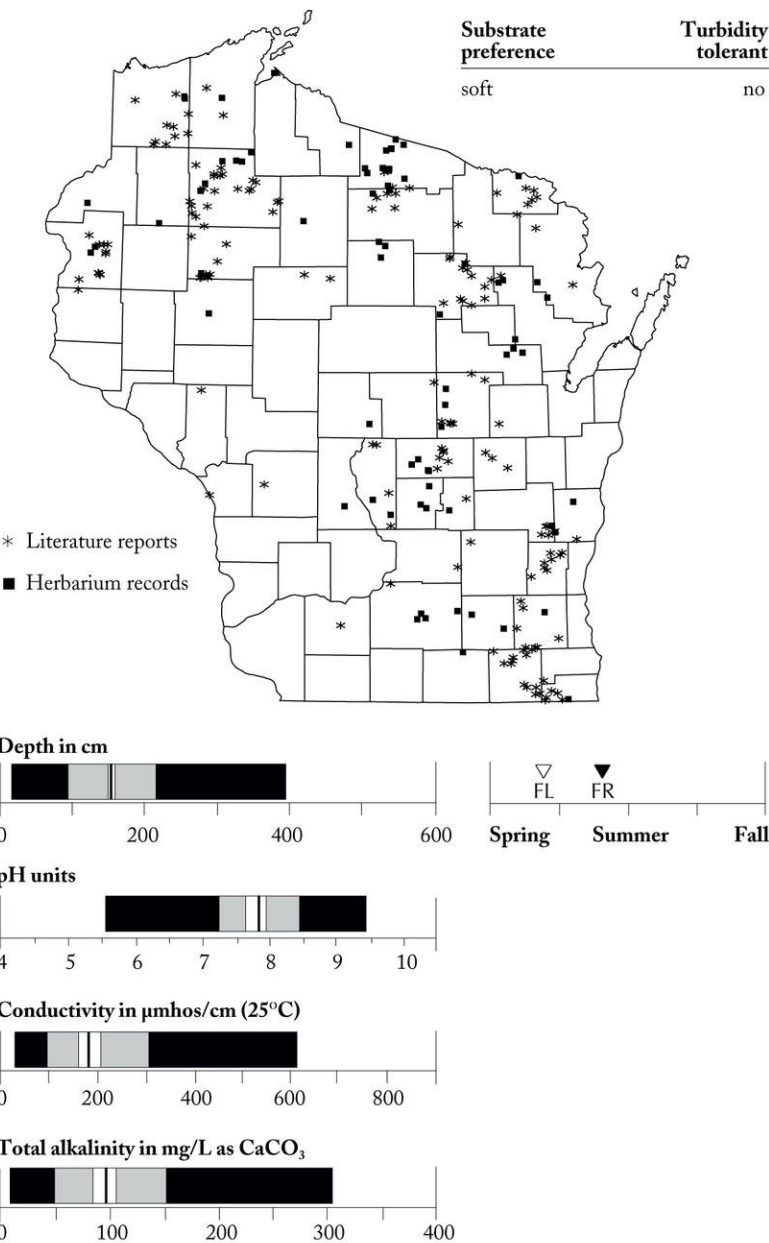 Substrate preference Turbidity tolerant
soft no
* Literature reports
■ Herbarium records
Depth in cm
0 200 400 600
FL FR
Spring Summer Fall
pH units
4 5 6 7 8 9 10
Conductivity in µmhos/cm (25°C)
0 200 400 600 800
Total alkalinity in mg/L as CaCO₃
0 100 200 300 400